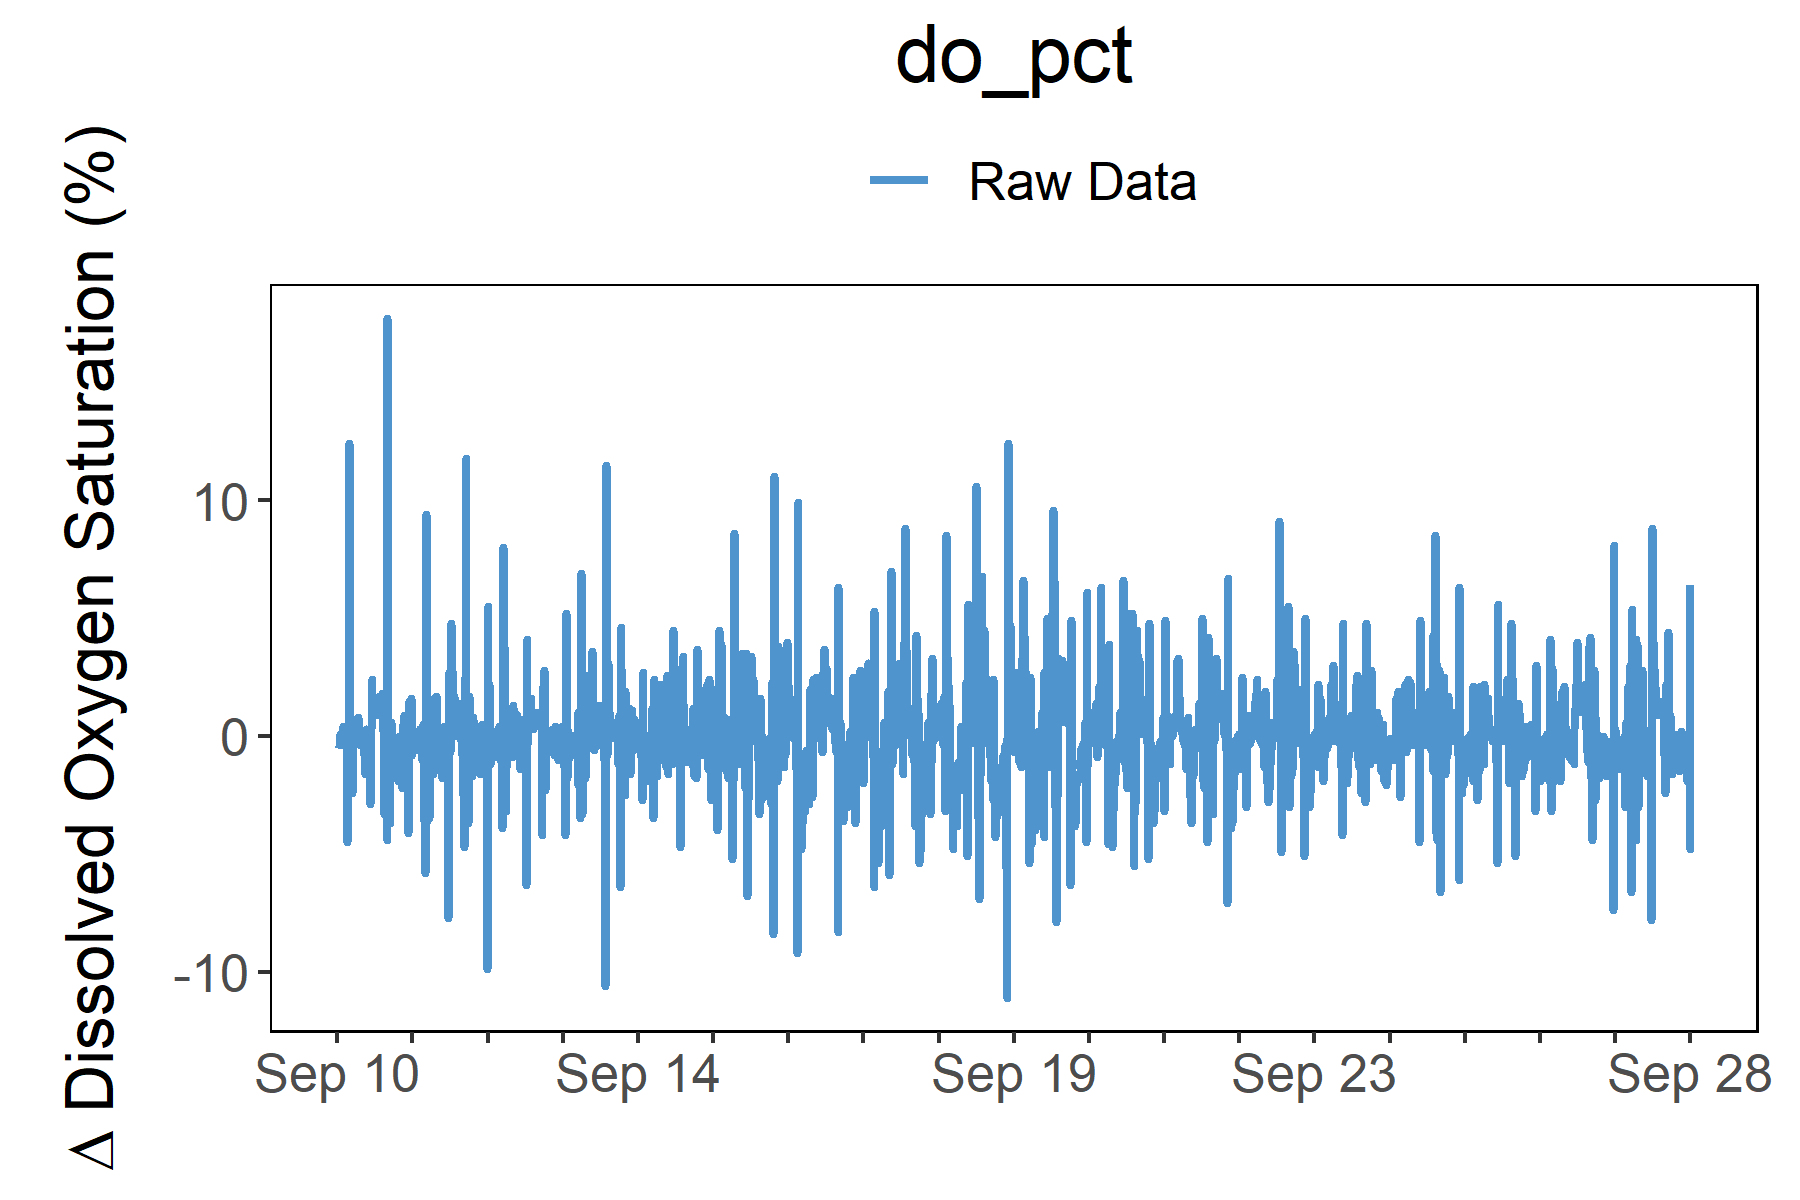 do_pct
Raw Data
Δ Dissolved Oxygen Saturation (%)
10
0
-10
Sep 10
Sep 14
Sep 19
Sep 23
Sep 28